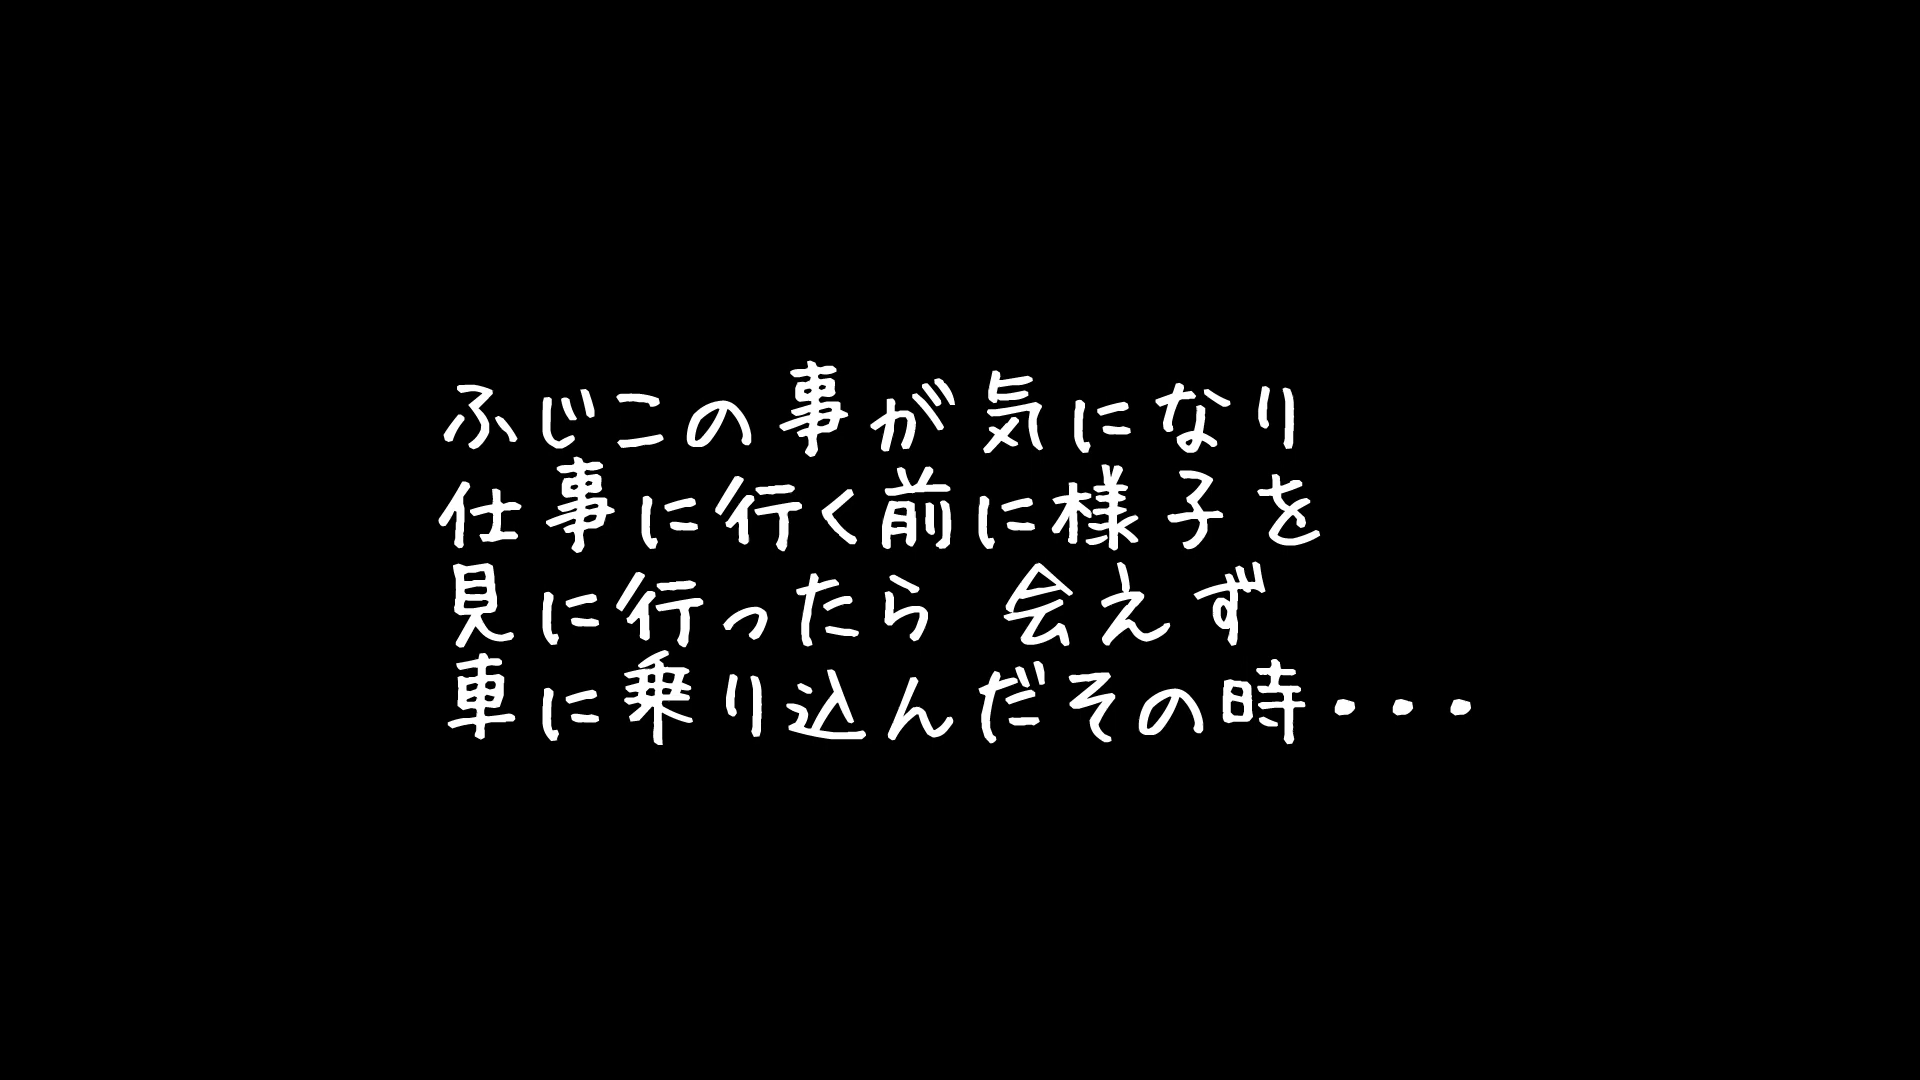 ふじこの事が気になり
仕事に行く前に様子を
見に行ったら 会えず
車に乗り込んだその時・・・